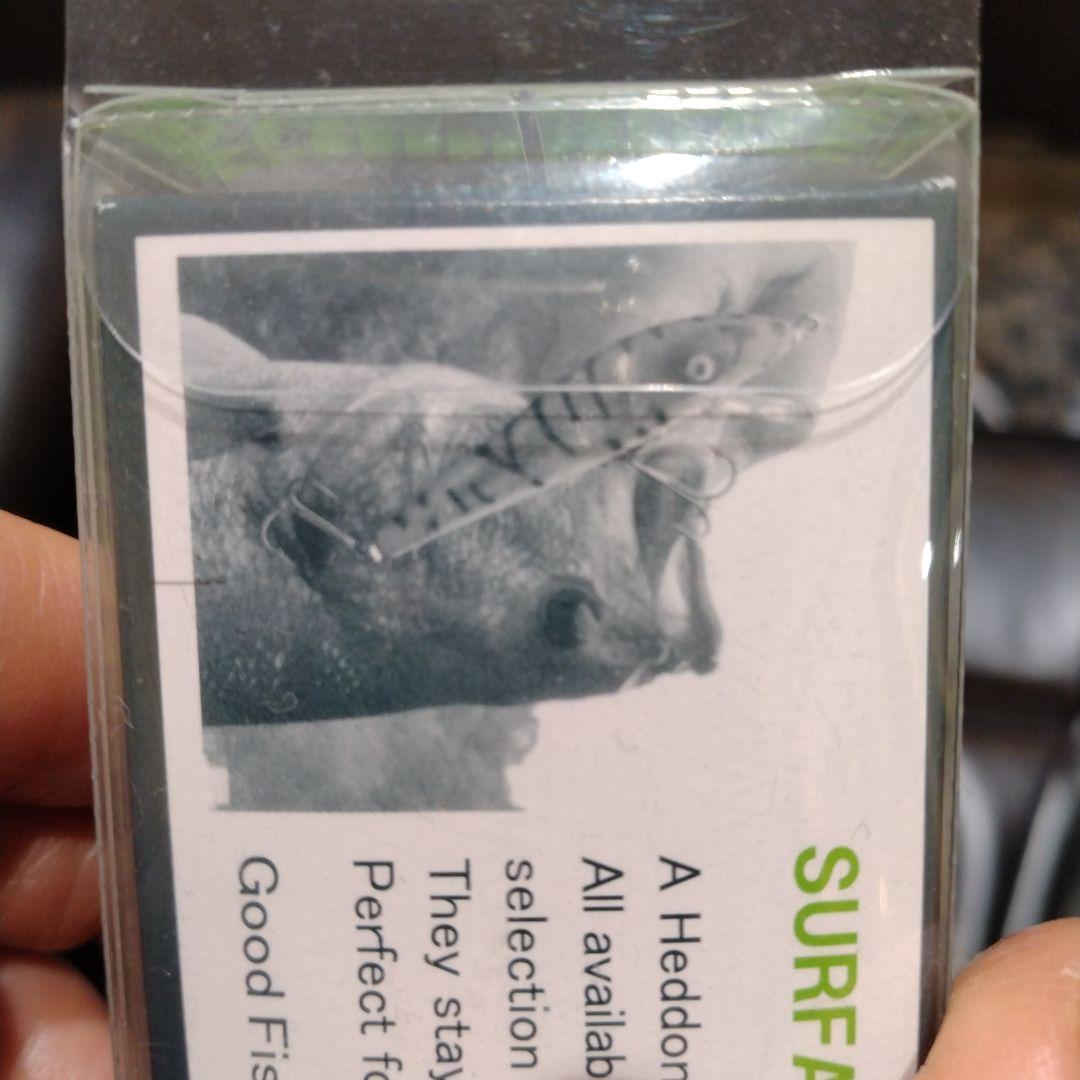 SURFA
A Heddon
All availab
selection
They stay
Perfect fo
Good Fis